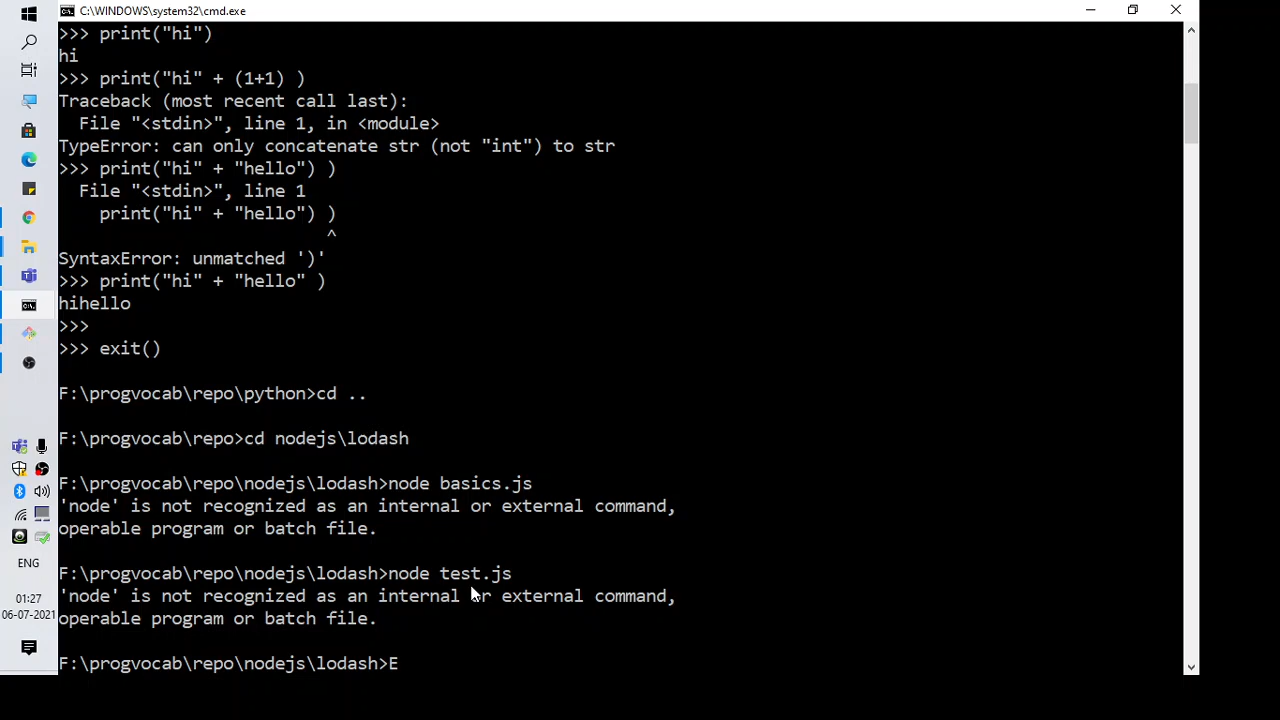 C:\WINDOWS\system32\cmd.exe
>>> print("hi")
hi
>>> print("hi" + (1+1) )
Traceback (most recent call last):
  File "<stdin>", line 1, in <module>
TypeError: can only concatenate str (not "int") to str
>>> print("hi" + "hello") )
  File "<stdin>", line 1
    print("hi" + "hello") )
                          ^
SyntaxError: unmatched ')'
>>> print("hi" + "hello" )
hihello
>>>
>>> exit()
F:\progvocab\repo\python>cd ..
F:\progvocab\repo>cd nodejs\lodash
F:\progvocab\repo\nodejs\lodash>node basics.js
'node' is not recognized as an internal or external command,
operable program or batch file.
F:\progvocab\repo\nodejs\lodash>node test.js
'node' is not recognized as an internal or external command,
operable program or batch file.
F:\progvocab\repo\nodejs\lodash>E
ENG
01:27
06-07-2021